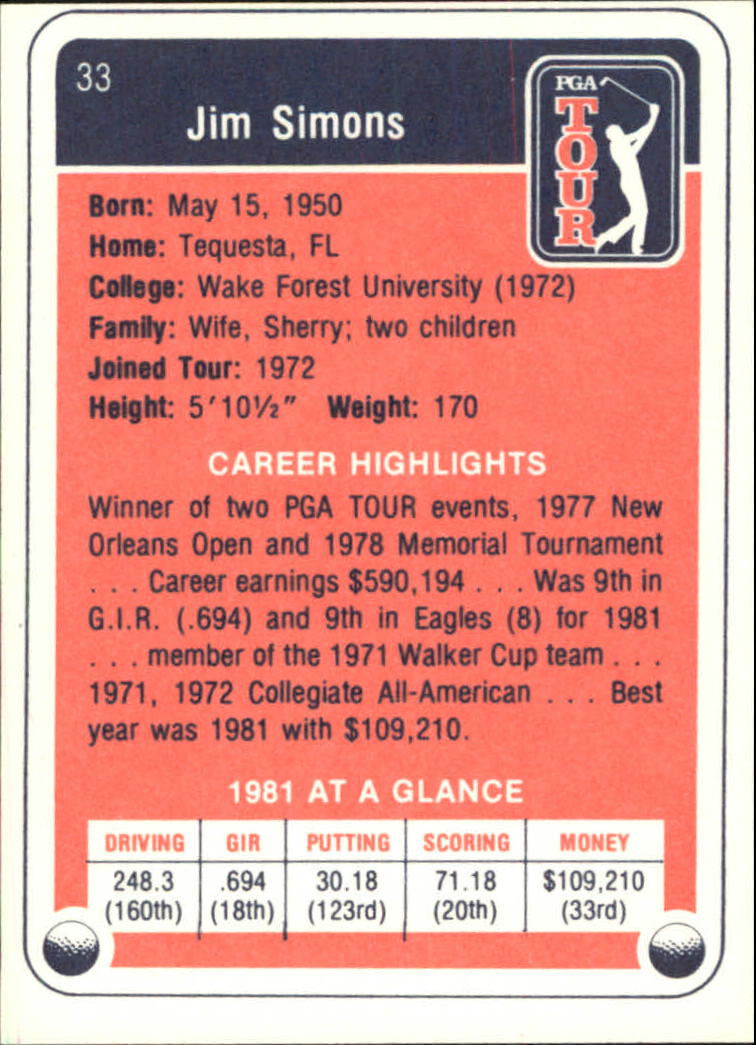 33
Jim Simons
PGA
TOUR
Born: May 15, 1950
Home: Tequesta, FL
College: Wake Forest University (1972)
Family: Wife, Sherry; two children
Joined Tour: 1972
Height: 5'10½" Weight: 170
CAREER HIGHLIGHTS
Winner of two PGA TOUR events, 1977 New
Orleans Open and 1978 Memorial Tournament
. . . Career earnings $590,194 . . . Was 9th in
G.I.R. (.694) and 9th in Eagles (8) for 1981
. . . member of the 1971 Walker Cup team . . .
1971, 1972 Collegiate All-American . . . Best
year was 1981 with $109,210.
1981 AT A GLANCE
DRIVING GIR PUTTING SCORING MONEY
248.3 .694 30.18 71.18 $109,210
(160th) (18th) (123rd) (20th) (33rd)